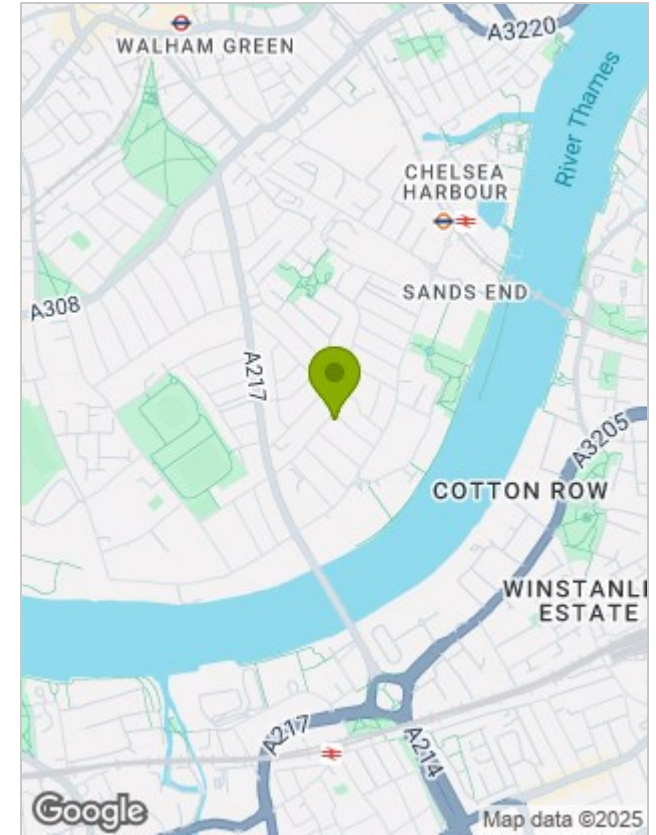 A3220
WALHAM GREEN
River Thames
CHELSEA
HARBOUR
SANDS END
A308
A217
A3205
COTTON ROW
WINSTANLE
ESTATE
A217
A214
Google
Map data ©2025